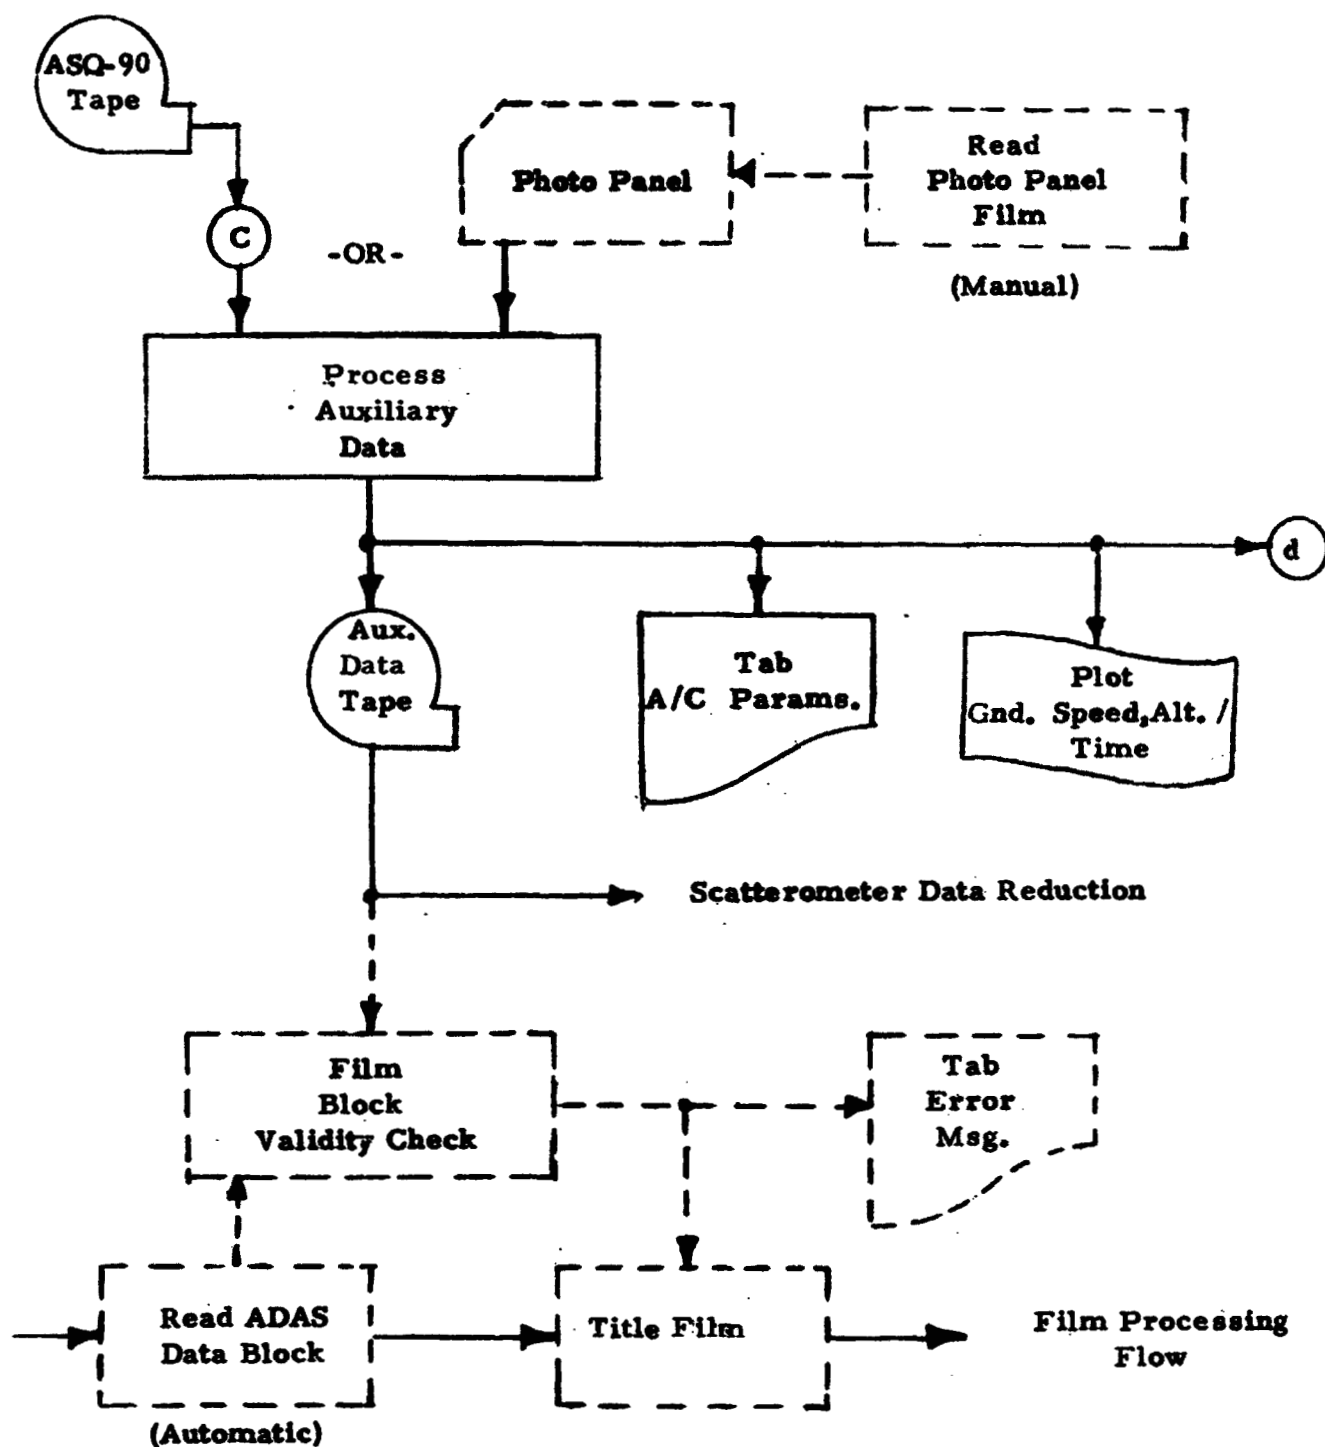 ASQ-90
Tape
Photo Panel
Read
Photo Panel
Film
C
-OR-
(Manual)
Process
Auxiliary
Data
d
Aux.
Data
Tape
Tab
A/C Params.
Plot
Gnd. Speed,Alt. /
Time
Scatterometer Data Reduction
Film
Block
Validity Check
Tab
Error
Msg.
Read ADAS
Data Block
Title Film
Film Processing
Flow
(Automatic)